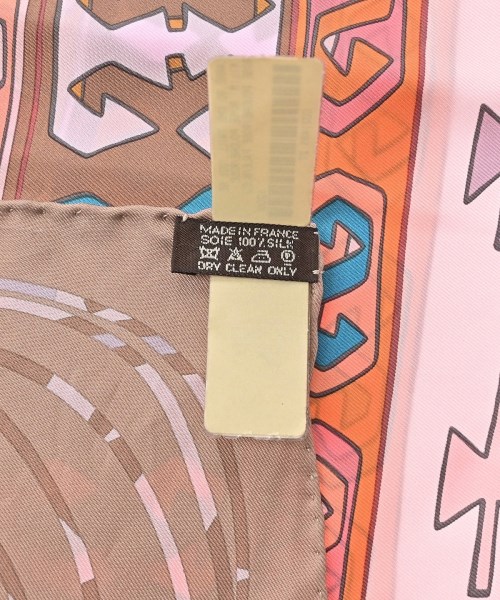 MADE IN FRANCE
SOIE 100% SILK
P
DRY CLEAN ONLY